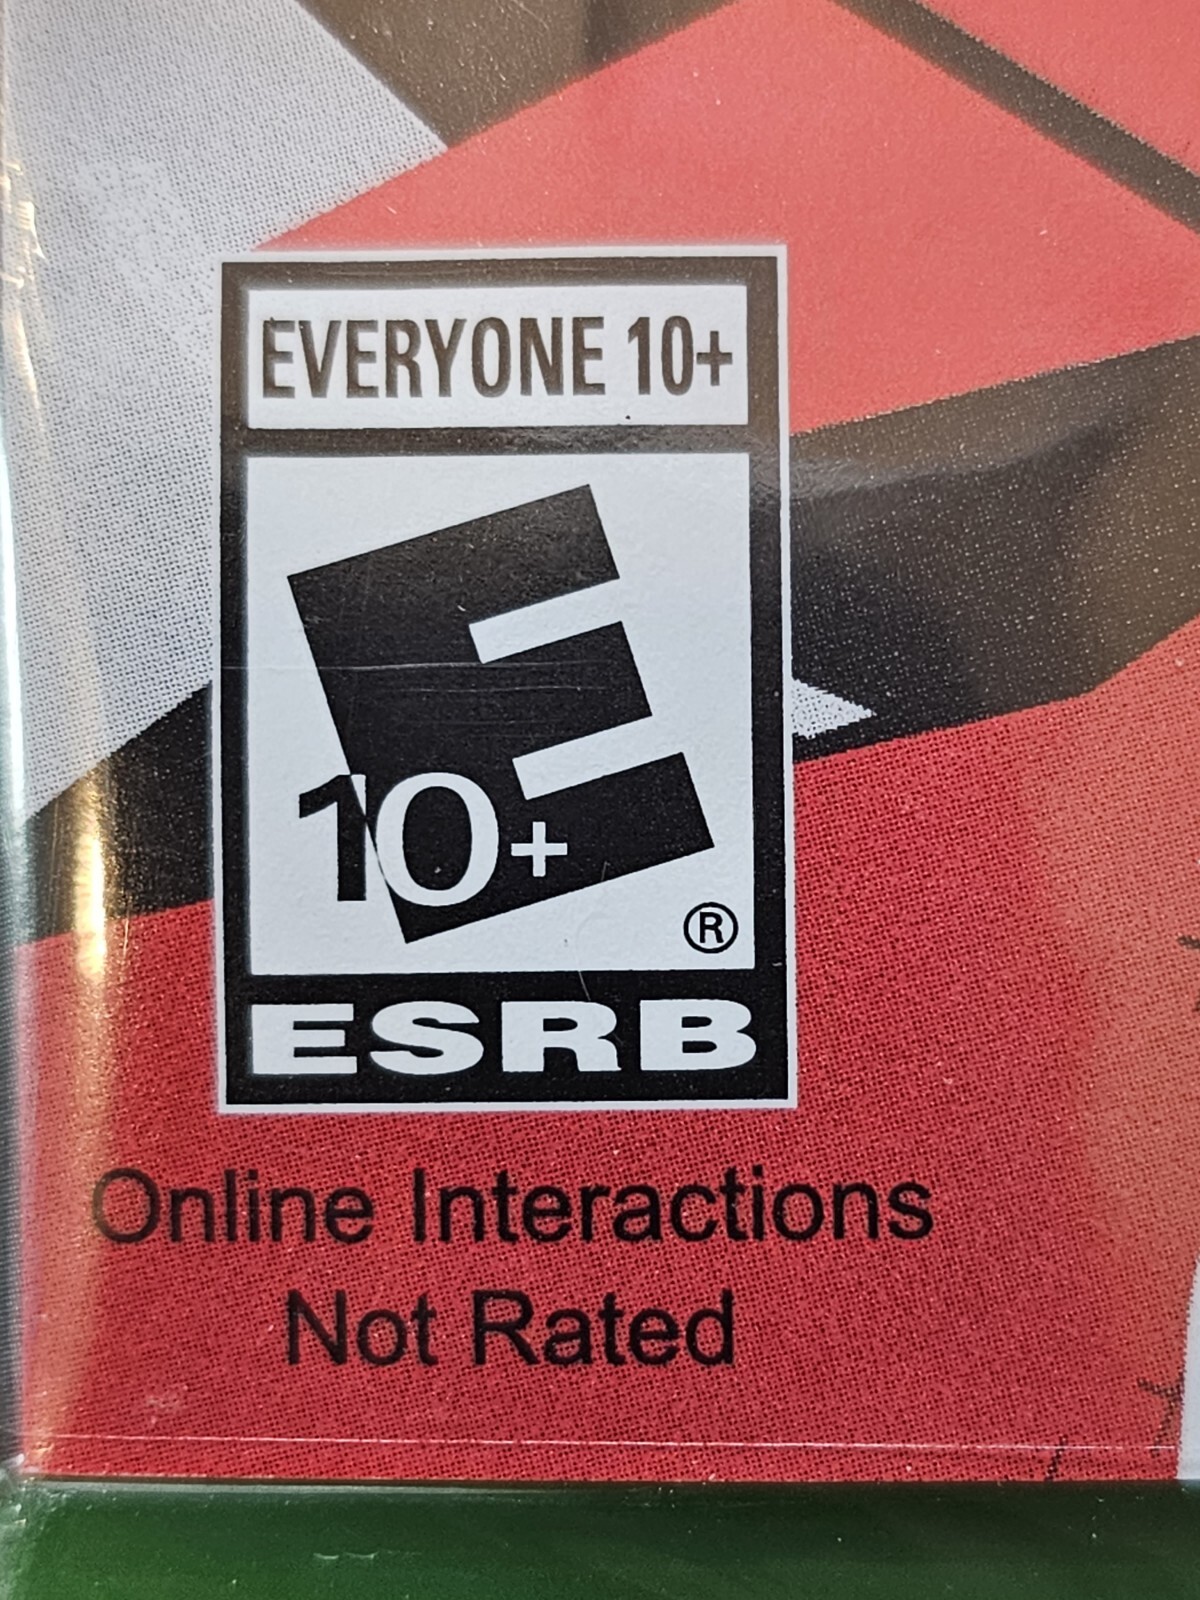 EVERYONE 10+
E
10+
®
ESRB
Online Interactions
Not Rated